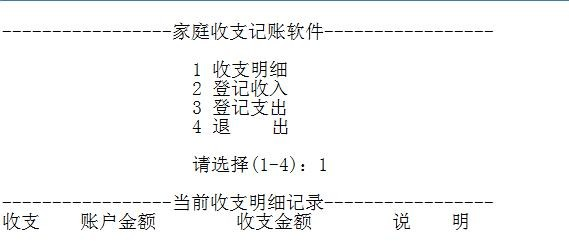 -----------------家庭收支记账软件-----------------
1 收支明细
2 登记收入
3 登记支出
4 退    出
请选择(1-4)：1
-----------------当前收支明细记录-----------------
收支    账户金额        收支金额        说    明